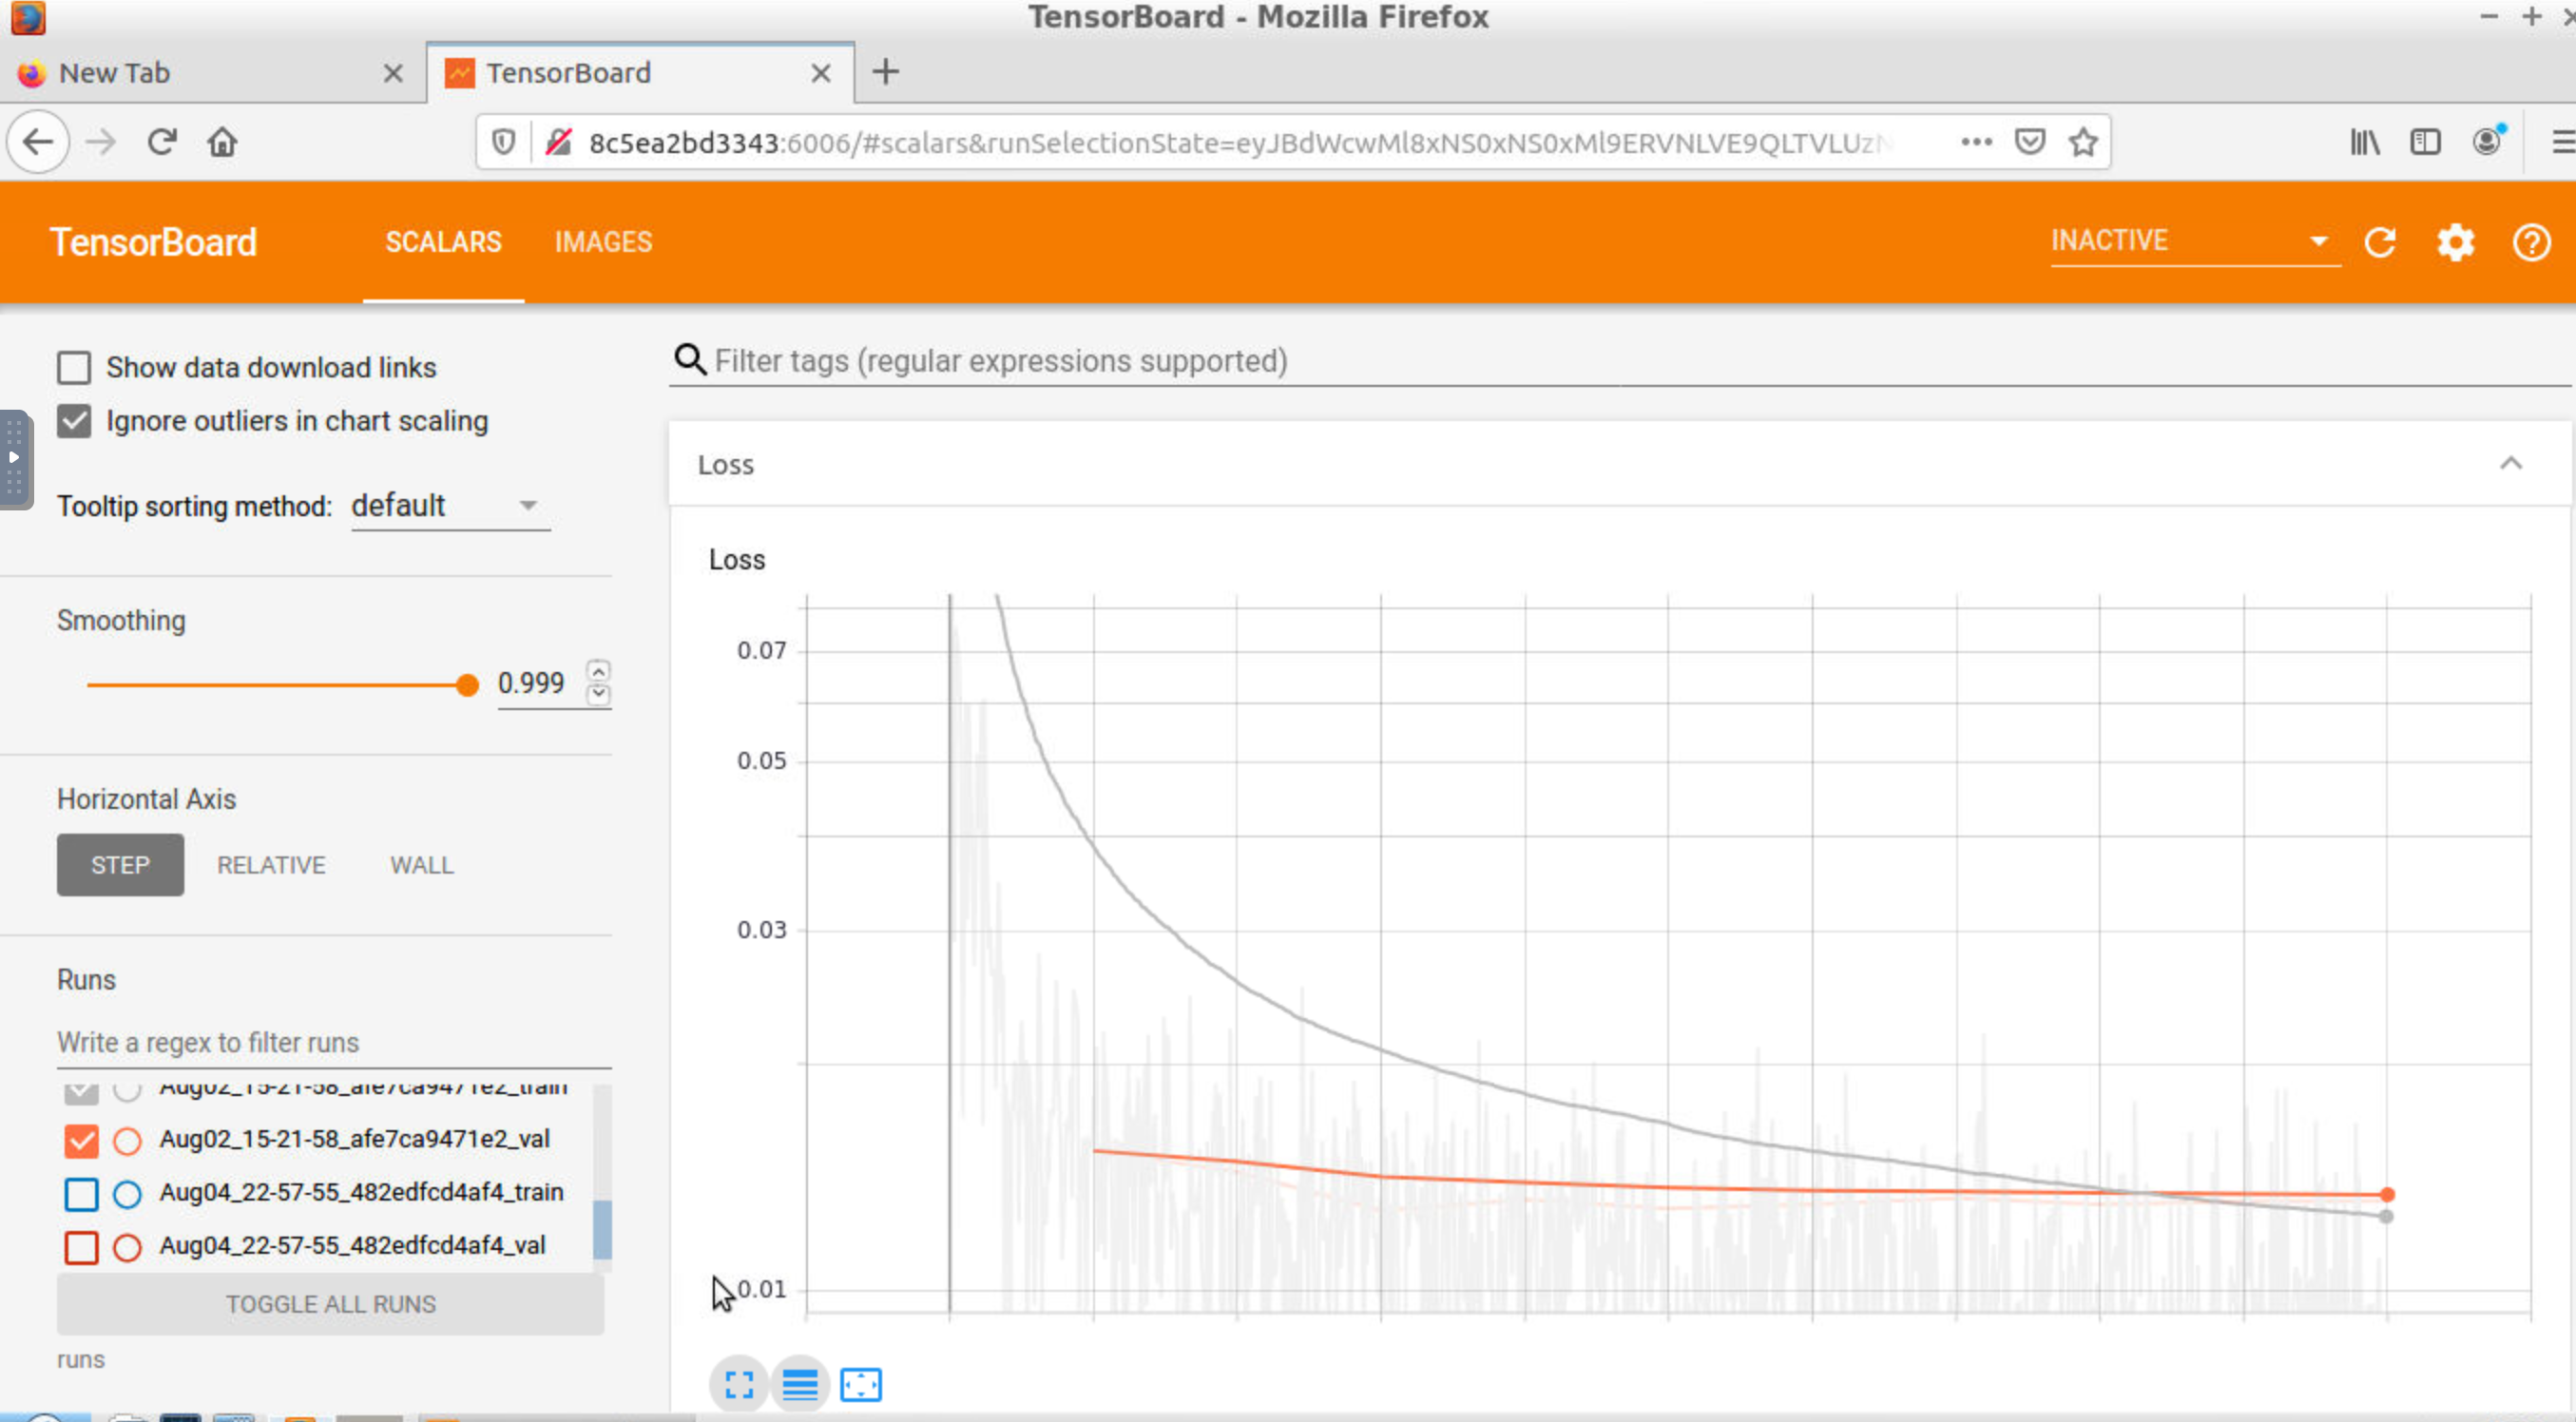 TensorBoard - Mozilla Firefox
New Tab
TensorBoard
8c5ea2bd3343:6006/#scalars&runSelectionState=eyJBdWcwMl8xNS0xNS0xMl9ERVNLVE9QLTVLUzN
TensorBoard SCALARS IMAGES INACTIVE
Show data download links
Ignore outliers in chart scaling
Tooltip sorting method: default
Smoothing
0.999
Horizontal Axis
STEP RELATIVE WALL
Runs
Write a regex to filter runs
Aug02_15-21-58_afe7ca9471e2_train
Aug02_15-21-58_afe7ca9471e2_val
Aug04_22-57-55_482edfcd4af4_train
Aug04_22-57-55_482edfcd4af4_val
TOGGLE ALL RUNS
runs
Filter tags (regular expressions supported)
Loss
Loss
0.07
0.05
0.03
0.01